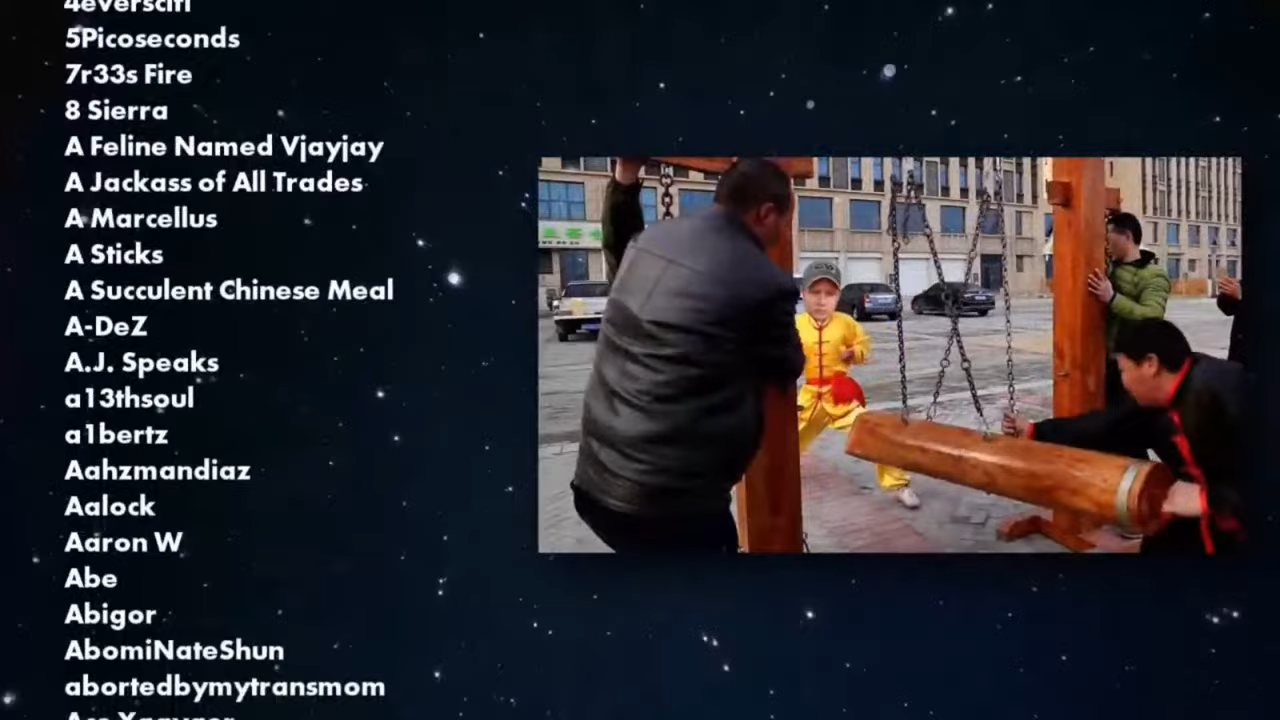 4everscifi
5Picoseconds
7r33s Fire
8 Sierra
A Feline Named Vjayjay
A Jackass of All Trades
A Marcellus
A Sticks
A Succulent Chinese Meal
A-DeZ
A.J. Speaks
a13thsoul
a1bertz
Aahzmandiaz
Aalock
Aaron W
Abe
Abigor
AbomiNateShun
abortedbymytransmom